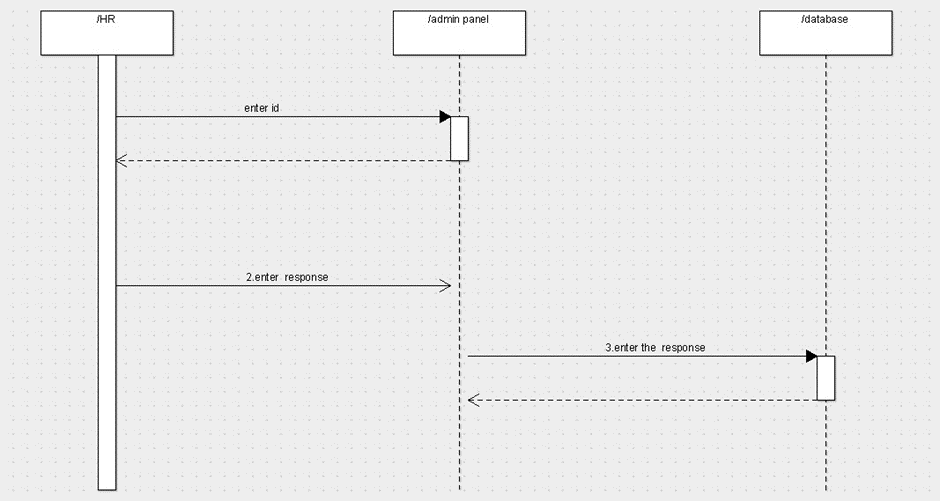 /HR
/admin panel
/database
enter id
2.enter  response
3.enter the  response